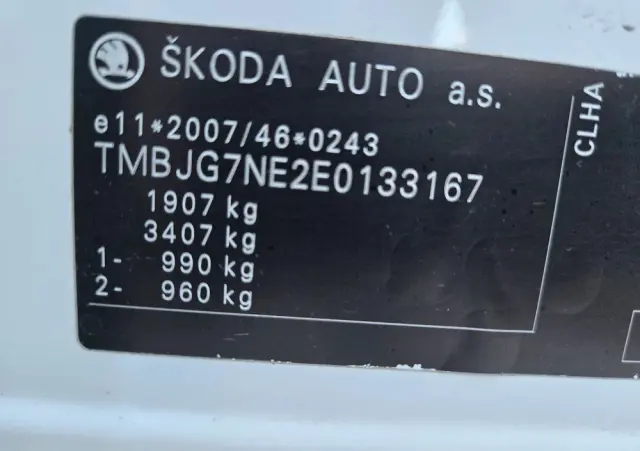 ŠKODA AUTO a.s.
e11*2007/46*0243
TMBJG7NE2E0133167
1907 kg
3407 kg
1- 990 kg
2- 960 kg
CLHA